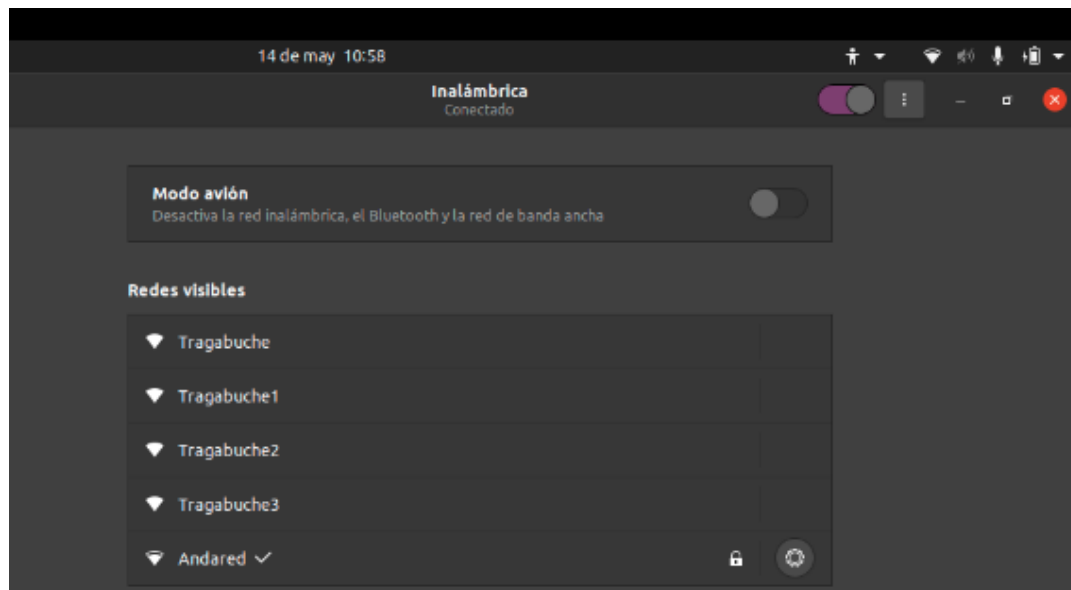 14 de may 10:58
Inalámbrica
Conectado
Modo avión
Desactiva la red inalámbrica, el Bluetooth y la red de banda ancha
Redes visibles
Tragabuche
Tragabuche1
Tragabuche2
Tragabuche3
Andared